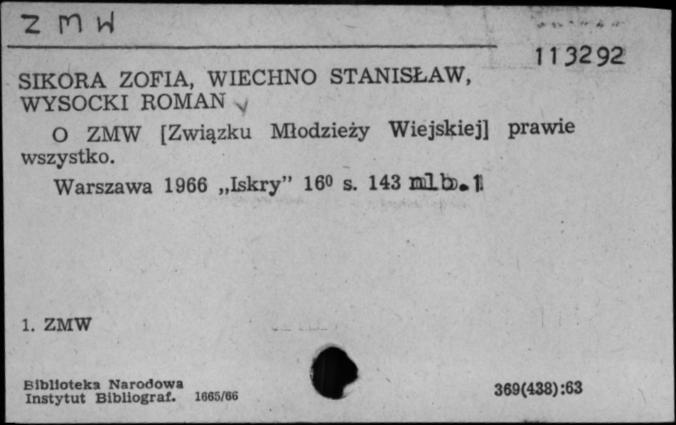 Z M W
113292
SIKORA ZOFIA, WIECHNO STANISŁAW,
WYSOCKI ROMAN
O ZMW [Związku Młodzieży Wiejskiej] prawie
wszystko.
Warszawa 1966 „Iskry” 16⁰ s. 143 nlb.1
1. ZMW
Biblioteka Narodowa
Instytut Bibliograf. 1665/66
369(438):63